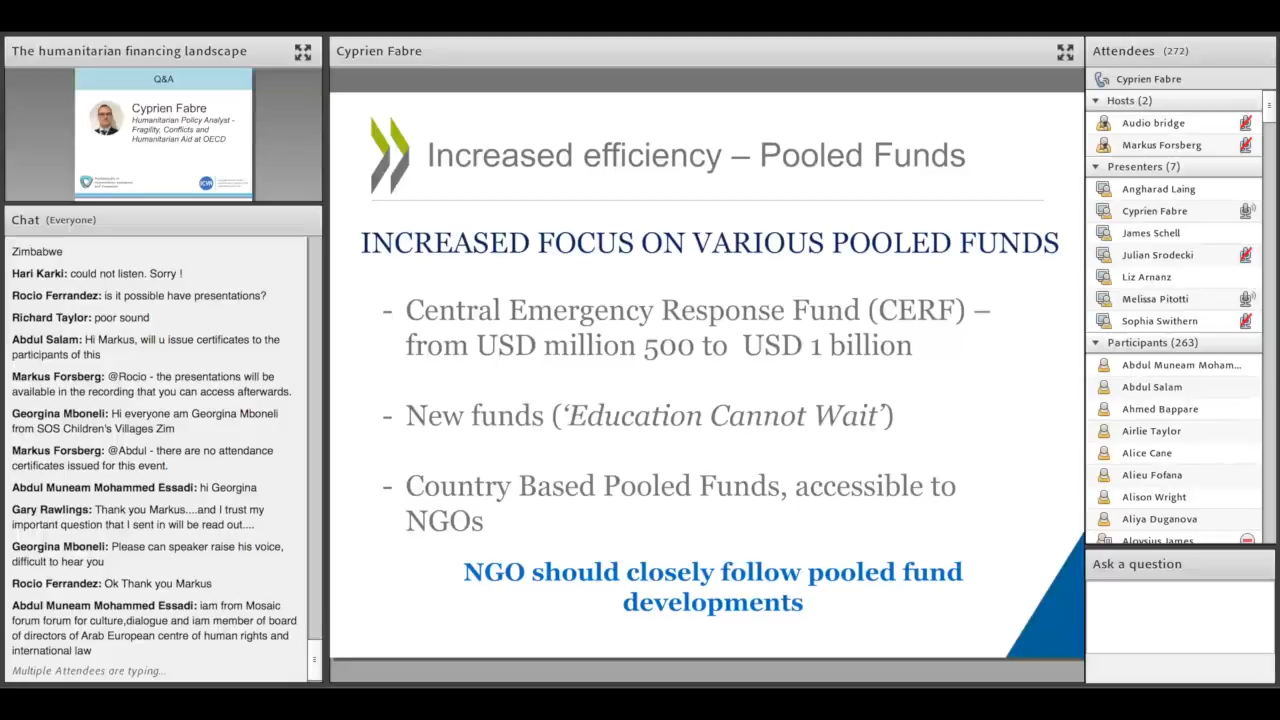 The humanitarian financing landscape
Q&A
Cyprien Fabre
Humanitarian Policy Analyst -
Fragility, Conflicts and
Humanitarian Aid at OECD
Chat (Everyone)
Zimbabwe
Hari Karki: could not listen. Sorry !
Rocio Ferrandez: is it possible have presentations?
Richard Taylor: poor sound
Abdul Salam: Hi Markus, will u issue certificates to the
participants of this
Markus Forsberg: @Rocio - the presentations will be
available in the recording that you can access afterwards.
Georgina Mboneli: Hi everyone am Georgina Mboneli
from SOS Children's Villages Zim
Markus Forsberg: @Abdul - there are no attendance
certificates issued for this event.
Abdul Muneam Mohammed Essadi: hi Georgina
Gary Rawlings: Thank you Markus....and I trust my
important question that I sent in will be read out....
Georgina Mboneli: Please can speaker raise his voice,
difficult to hear you
Rocio Ferrandez: Ok Thank you Markus
Abdul Muneam Mohammed Essadi: iam from Mosaic
forum forum for culture,dialogue and iam member of board
of directors of Arab European centre of human rights and
international law
Multiple Attendees are typing...
Cyprien Fabre
Increased efficiency – Pooled Funds
INCREASED FOCUS ON VARIOUS POOLED FUNDS
- Central Emergency Response Fund (CERF) –
from USD million 500 to USD 1 billion
- New funds (‘Education Cannot Wait’)
- Country Based Pooled Funds, accessible to
NGOs
NGO should closely follow pooled fund
developments
Attendees (272)
Cyprien Fabre
Hosts (2)
Audio bridge
Markus Forsberg
Presenters (7)
Angharad Laing
Cyprien Fabre
James Schell
Julian Srodecki
Liz Arnanz
Melissa Pitotti
Sophia Swithern
Participants (263)
Abdul Muneam Moham...
Abdul Salam
Ahmed Bappare
Airlie Taylor
Alice Cane
Alieu Fofana
Alison Wright
Aliya Duganova
Aloysius James
Ask a question